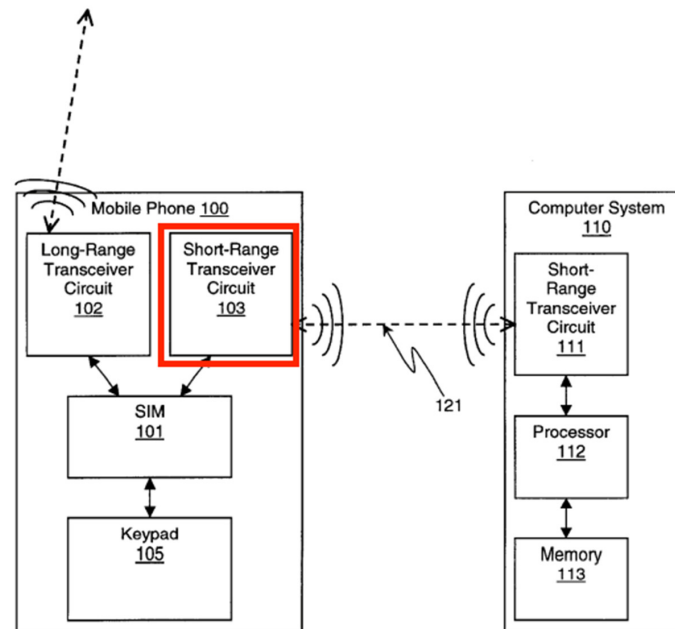 Mobile Phone 100
Long-Range
Transceiver
Circuit
102
Short-Range
Transceiver
Circuit
103
SIM
101
Keypad
105
121
Computer System
110
Short-
Range
Transceiver
Circuit
111
Processor
112
Memory
113